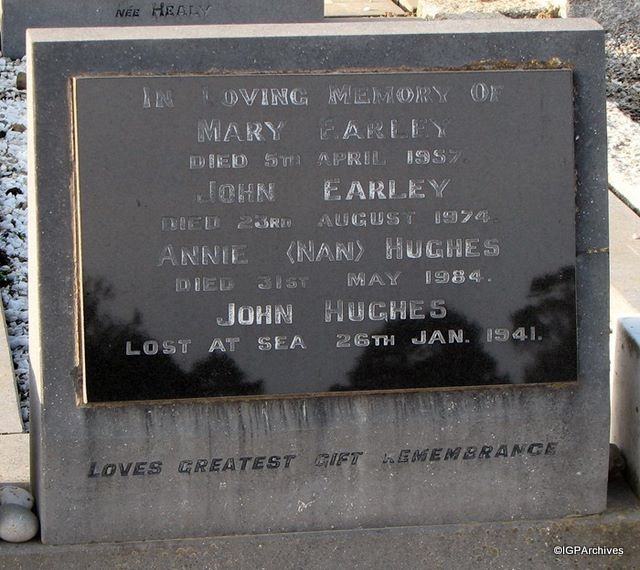 NÉE HEALY
IN LOVING MEMORY OF
MARY EARLEY
DIED 5TH APRIL 1957.
JOHN EARLEY
DIED 23RD AUGUST 1974.
ANNIE (NAN) HUGHES
DIED 31ST MAY 1984.
JOHN HUGHES
LOST AT SEA 26TH JAN. 1941.
LOVES GREATEST GIFT REMEMBRANCE
©IGPArchives